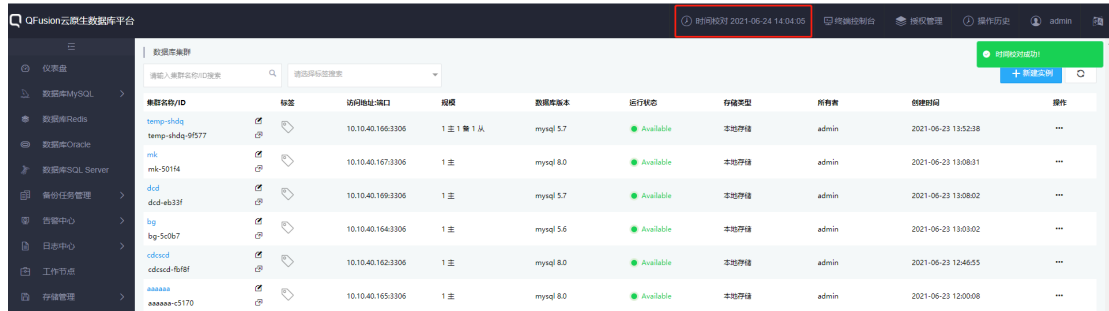 QFusion云原生数据库平台
时间校对 2021-06-24 14:04:05 终端控制台 授权管理 操作历史 admin
时间校对成功!
仪表盘
数据库MySQL
数据库Redis
数据库Oracle
数据库SQL Server
备份任务管理
告警中心
日志中心
工作节点
存储管理
数据库集群
请输入集群名称/ID搜索 请选择标签搜索 新建实例
集群名称/ID 标签 访问地址:端口 规模 数据库版本 运行状态 存储类型 所有者 创建时间 操作
temp-shdq
temp-shdq-9f577 10.10.40.166:3306 1 主 1 备 1 从 mysql 5.7 Available 本地存储 admin 2021-06-23 13:52:38
mk
mk-501f4 10.10.40.167:3306 1 主 mysql 8.0 Available 本地存储 admin 2021-06-23 13:08:31
dcd
dcd-eb33f 10.10.40.169:3306 1 主 mysql 5.7 Available 本地存储 admin 2021-06-23 13:08:02
bg
bg-5c0b7 10.10.40.164:3306 1 主 mysql 5.6 Available 本地存储 admin 2021-06-23 13:03:02
cdcscd
cdcscd-fbf8f 10.10.40.162:3306 1 主 mysql 8.0 Available 本地存储 admin 2021-06-23 12:46:55
aaaaaa
aaaaaa-c5170 10.10.40.165:3306 1 主 mysql 8.0 Available 本地存储 admin 2021-06-23 12:00:08